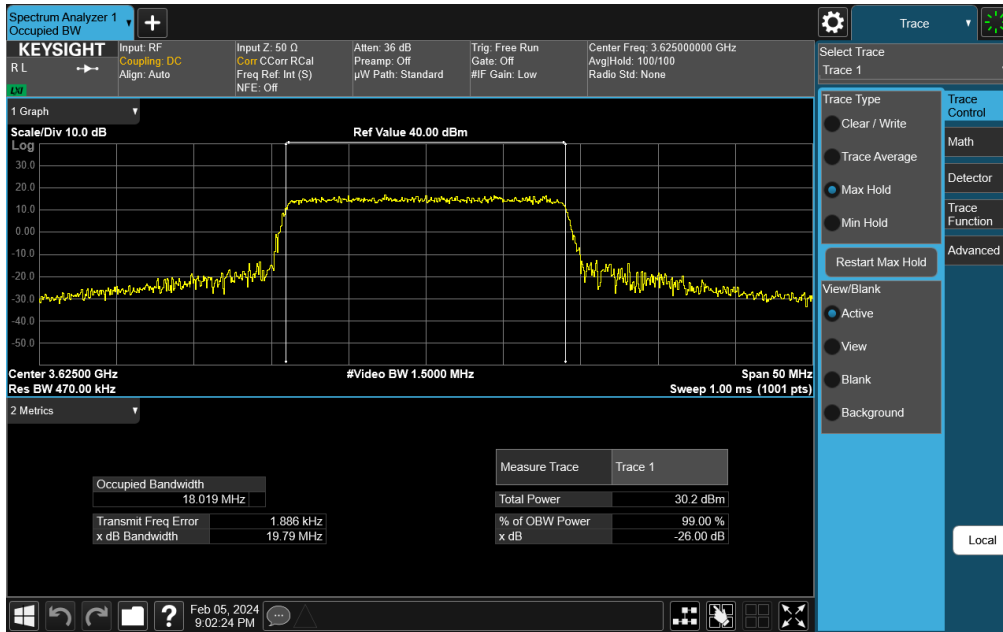 Spectrum Analyzer 1
Occupied BW
KEYSIGHT
R L
LXI
Input: RF
Coupling: DC
Align: Auto
Input Z: 50 Ω
Corr CCorr RCal
Freq Ref: Int (S)
NFE: Off
Atten: 36 dB
Preamp: Off
µW Path: Standard
Trig: Free Run
Gate: Off
#IF Gain: Low
Center Freq: 3.625000000 GHz
Avg|Hold: 100/100
Radio Std: None
1 Graph
Scale/Div 10.0 dB
Ref Value 40.00 dBm
Log
30.0
20.0
10.0
0.00
-10.0
-20.0
-30.0
-40.0
-50.0
Center 3.62500 GHz
#Video BW 1.5000 MHz
Span 50 MHz
Res BW 470.00 kHz
Sweep 1.00 ms (1001 pts)
2 Metrics
Occupied Bandwidth
18.019 MHz
Transmit Freq Error 1.886 kHz
x dB Bandwidth 19.79 MHz
Measure Trace Trace 1
Total Power 30.2 dBm
% of OBW Power 99.00 %
x dB -26.00 dB
?
Feb 05, 2024
9:02:24 PM
Trace
Select Trace
Trace 1
Trace Type
Clear / Write
Trace Average
Max Hold
Min Hold
Restart Max Hold
View/Blank
Active
View
Blank
Background
Trace
Control
Math
Detector
Trace
Function
Advanced
Local